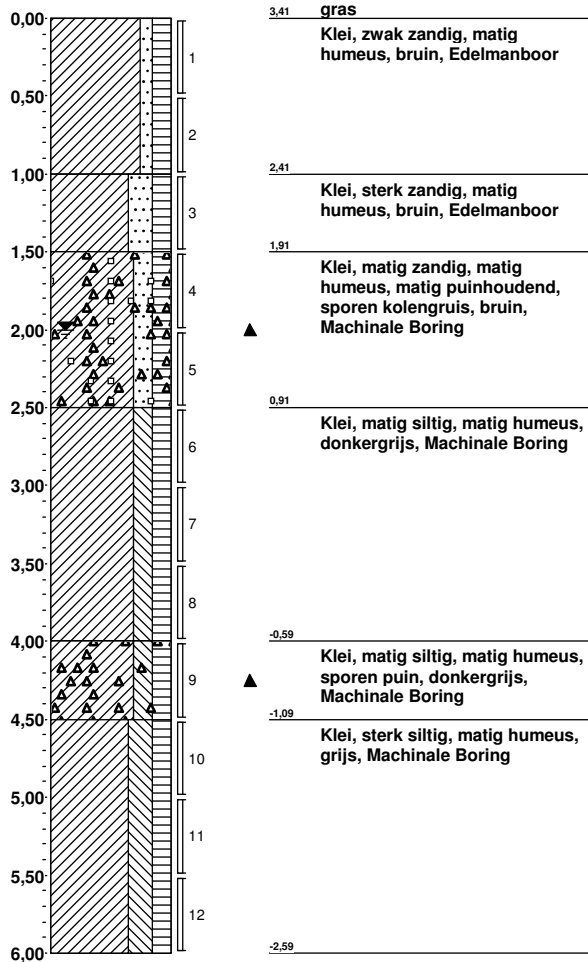 0,00
0,50
1,00
1,50
2,00
2,50
3,00
3,50
4,00
4,50
5,00
5,50
6,00
1
2
3
4
5
6
7
8
9
10
11
12
3,41 gras
Klei, zwak zandig, matig
humeus, bruin, Edelmanboor
2,41
Klei, sterk zandig, matig
humeus, bruin, Edelmanboor
1,91
Klei, matig zandig, matig
humeus, matig puinhoudend,
sporen kolengruis, bruin,
Machinale Boring
0,91
Klei, matig siltig, matig humeus,
donkergrijs, Machinale Boring
-0,59
Klei, matig siltig, matig humeus,
sporen puin, donkergrijs,
Machinale Boring
-1,09
Klei, sterk siltig, matig humeus,
grijs, Machinale Boring
-2,59